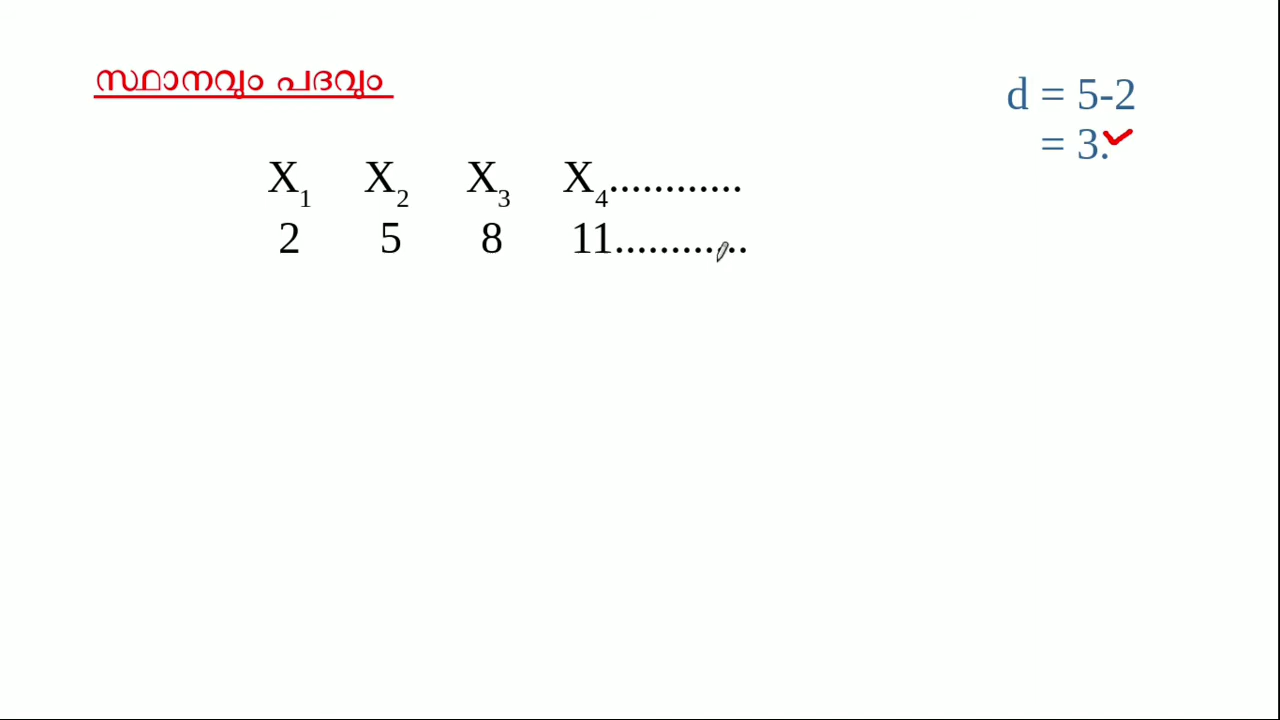 സ്ഥാനവും പദവും
d = 5-2
= 3.
X₁ X₂ X₃ X₄............
2 5 8 11............